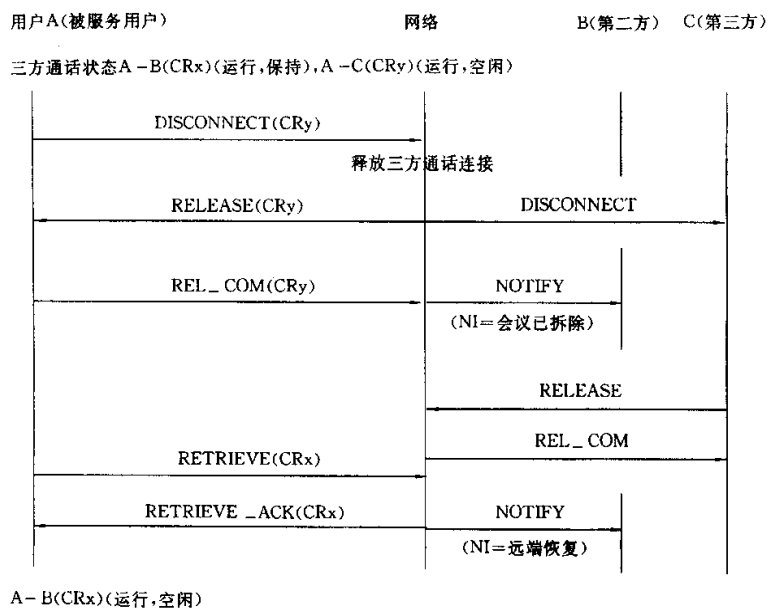 用户A(被服务用户) 网络 B(第二方) C(第三方)
三方通话状态A-B(CRx)(运行,保持),A-C(CRy)(运行,空闲)
DISCONNECT(CRy)
释放三方通话连接
RELEASE(CRy) DISCONNECT
REL_COM(CRy) NOTIFY
(NI=会议已拆除)
RELEASE
REL_COM
RETRIEVE(CRx)
RETRIEVE_ACK(CRx) NOTIFY
(NI=远端恢复)
A-B(CRx)(运行,空闲)